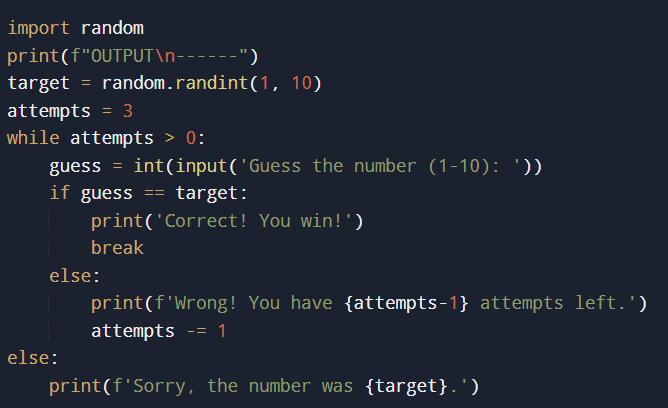 import random
print(f"OUTPUT\n------")
target = random.randint(1, 10)
attempts = 3
while attempts > 0:
    guess = int(input('Guess the number (1-10): '))
    if guess == target:
        print('Correct! You win!')
        break
    else:
        print(f'Wrong! You have {attempts-1} attempts left.')
        attempts -= 1
else:
    print(f'Sorry, the number was {target}.')